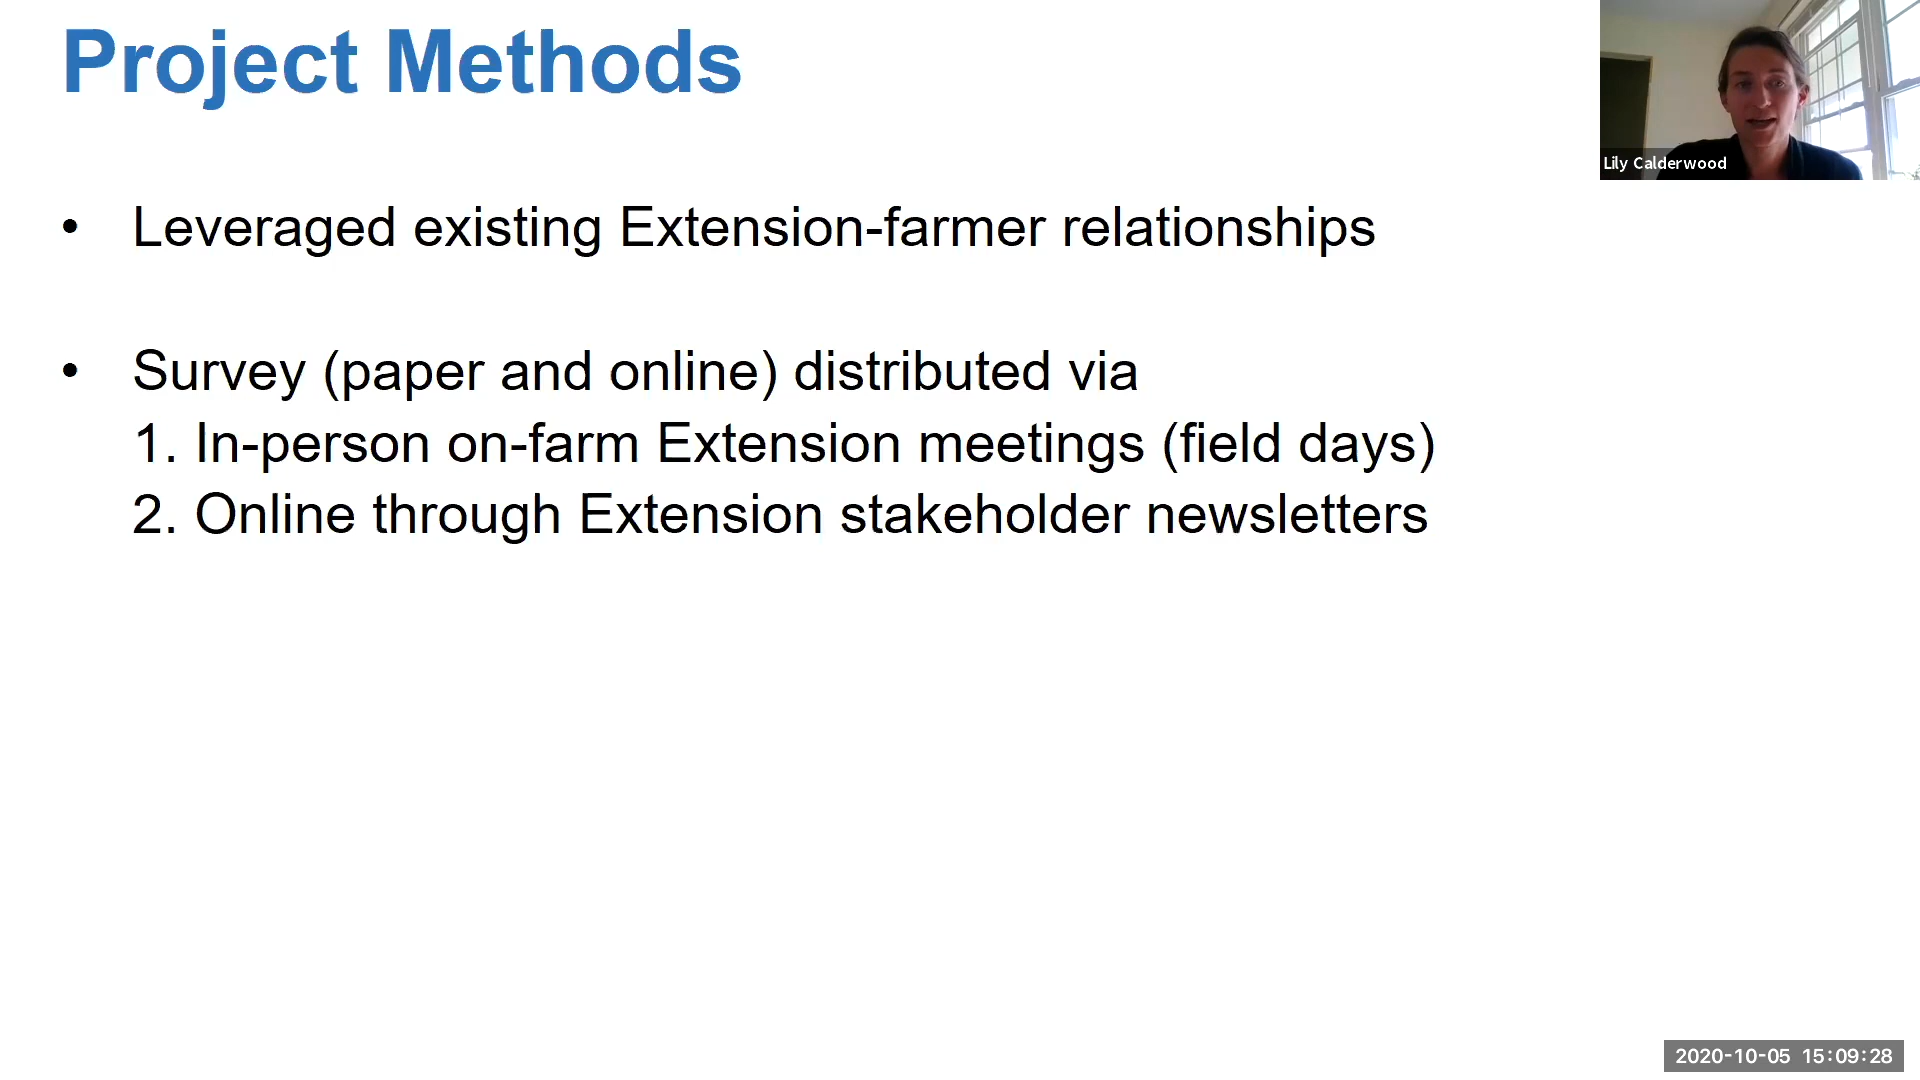 Project Methods
Lily Calderwood
• Leveraged existing Extension-farmer relationships
• Survey (paper and online) distributed via
1. In-person on-farm Extension meetings (field days)
2. Online through Extension stakeholder newsletters
2020-10-05 15:09:28